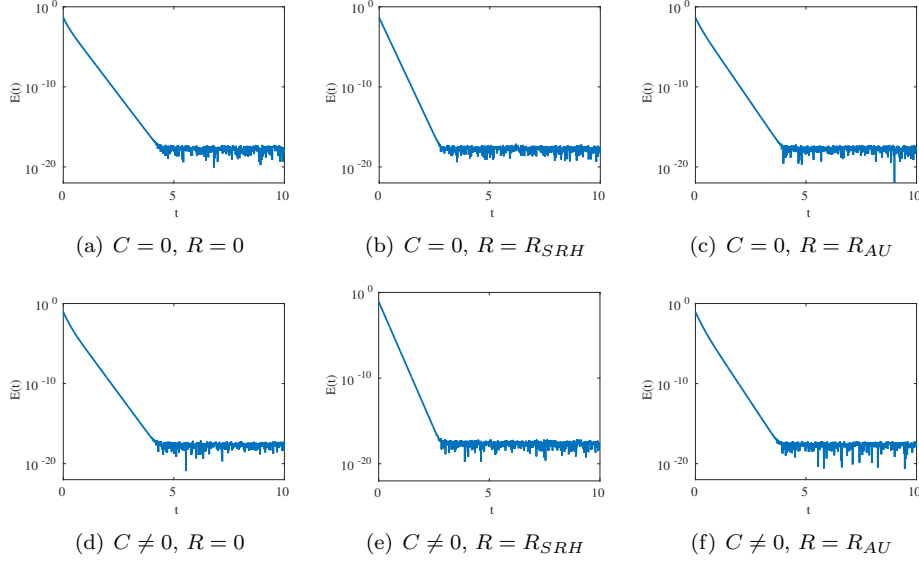 10 0
10 -10
10 -20
E(t)
0 5 10
t
(a) C = 0, R = 0
10 0
10 -10
10 -20
E(t)
0 5 10
t
(b) C = 0, R = R_SRH
10 0
10 -10
10 -20
E(t)
0 5 10
t
(c) C = 0, R = R_AU
10 0
10 -10
10 -20
E(t)
0 5 10
t
(d) C ≠ 0, R = 0
10 0
10 -10
10 -20
E(t)
0 5 10
t
(e) C ≠ 0, R = R_SRH
10 0
10 -10
10 -20
E(t)
0 5 10
t
(f) C ≠ 0, R = R_AU